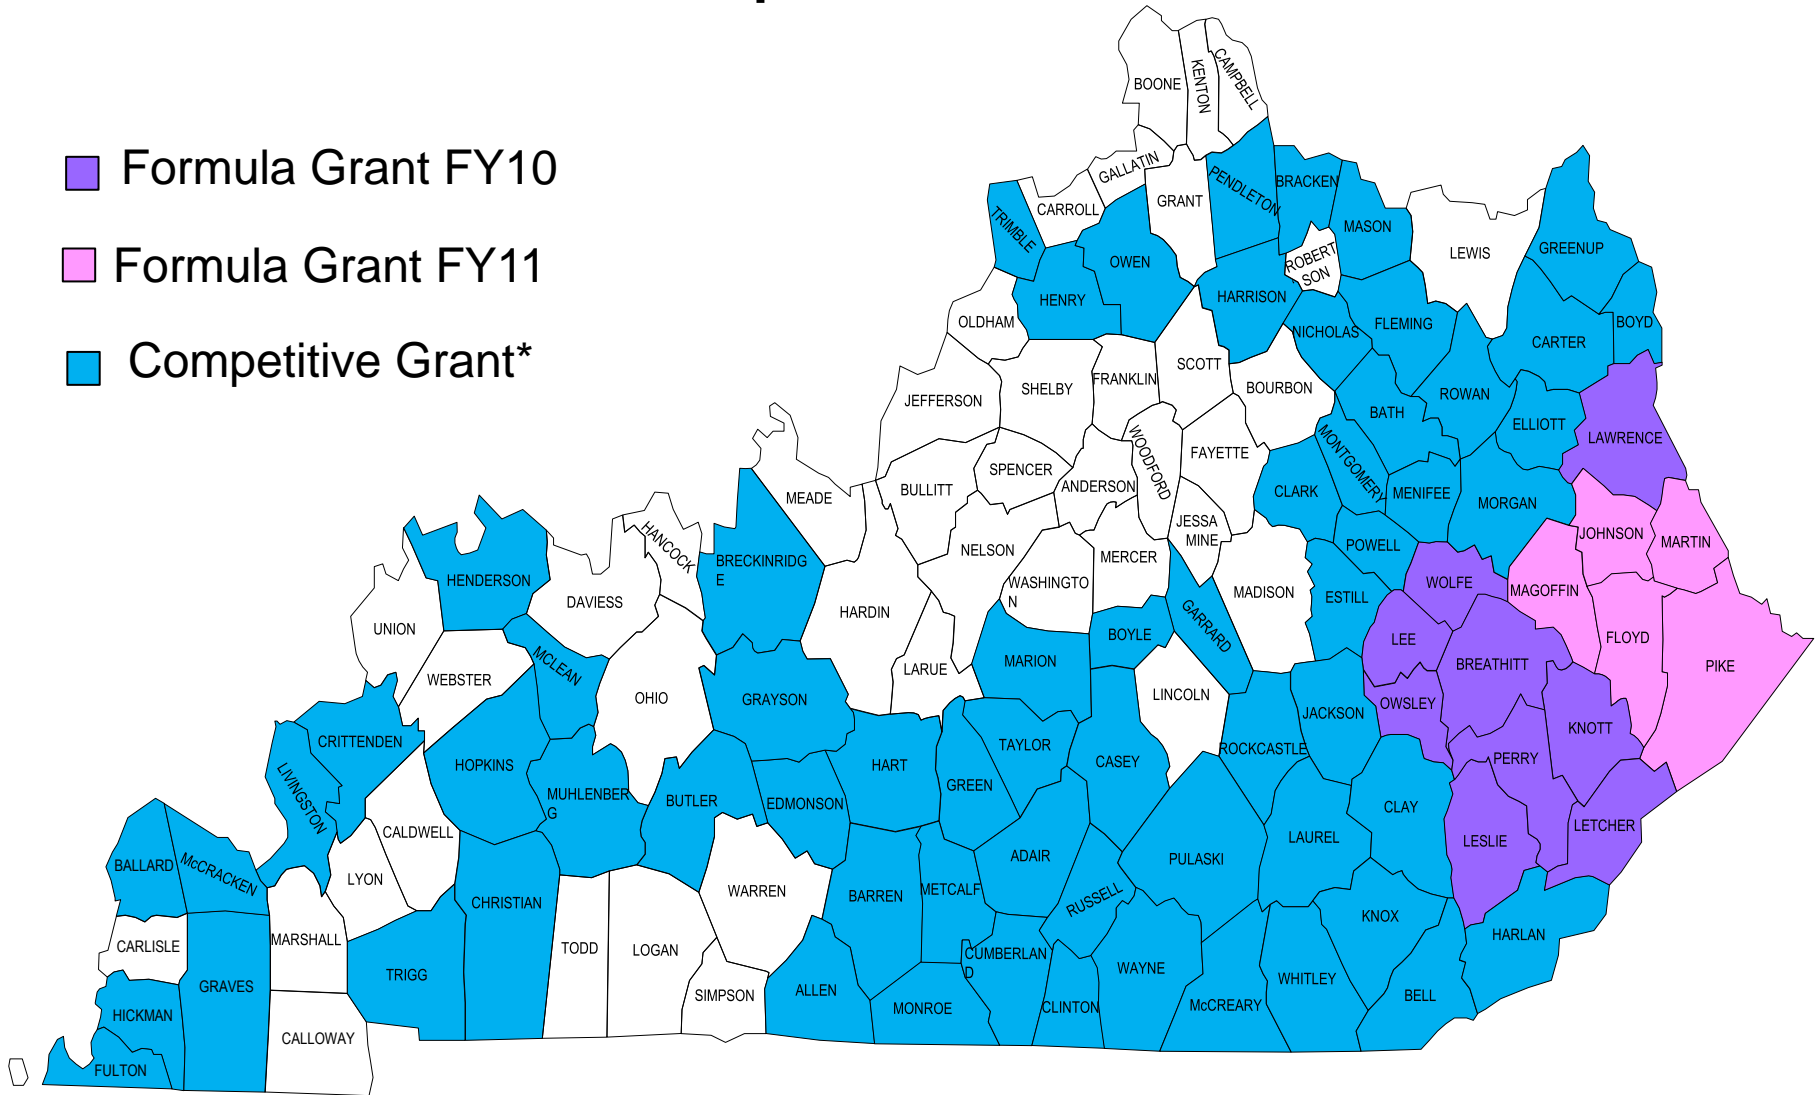 Formula Grant FY10
Formula Grant FY11
Competitive Grant*
BOONE
KENTON
CAMPBELL
GALLATIN
CARROLL
GRANT
PENDLETON
BRACKEN
MASON
TRIMBLE
OWEN
HENRY
HARRISON
ROBERT
SON
LEWIS
GREENUP
OLDHAM
NICHOLAS
FLEMING
CARTER
BOYD
JEFFERSON
SHELBY
FRANKLIN
SCOTT
BOURBON
BATH
ROWAN
ELLIOTT
LAWRENCE
SPENCER
ANDERSON
WOODFORD
FAYETTE
MONTGOMERY
CLARK
MENIFEE
MORGAN
MEADE
BULLITT
HANCOCK
BRECKINRIDG
E
NELSON
WASHINGTO
N
MERCER
JESSA
MINE
MADISON
POWELL
ESTILL
WOLFE
JOHNSON
MARTIN
MAGOFFIN
HENDERSON
DAVIESS
HARDIN
LARUE
MARION
BOYLE
GARRARD
LEE
BREATHITT
FLOYD
PIKE
UNION
WEBSTER
MCLEAN
OHIO
GRAYSON
LINCOLN
OWSLEY
KNOTT
CRITTENDEN
LIVINGSTON
HOPKINS
MUHLENBER
G
BUTLER
EDMONSON
HART
GREEN
TAYLOR
CASEY
ROCKCASTLE
JACKSON
CLAY
PERRY
LESLIE
LETCHER
CALDWELL
LYON
BALLARD
McCRACKEN
CHRISTIAN
WARREN
BARREN
METCALF
ADAIR
RUSSELL
PULASKI
LAUREL
KNOX
HARLAN
CARLISLE
MARSHALL
GRAVES
TRIGG
TODD
LOGAN
SIMPSON
ALLEN
MONROE
CUMBERLAN
D
CLINTON
WAYNE
McCREARY
WHITLEY
BELL
HICKMAN
FULTON
CALLOWAY